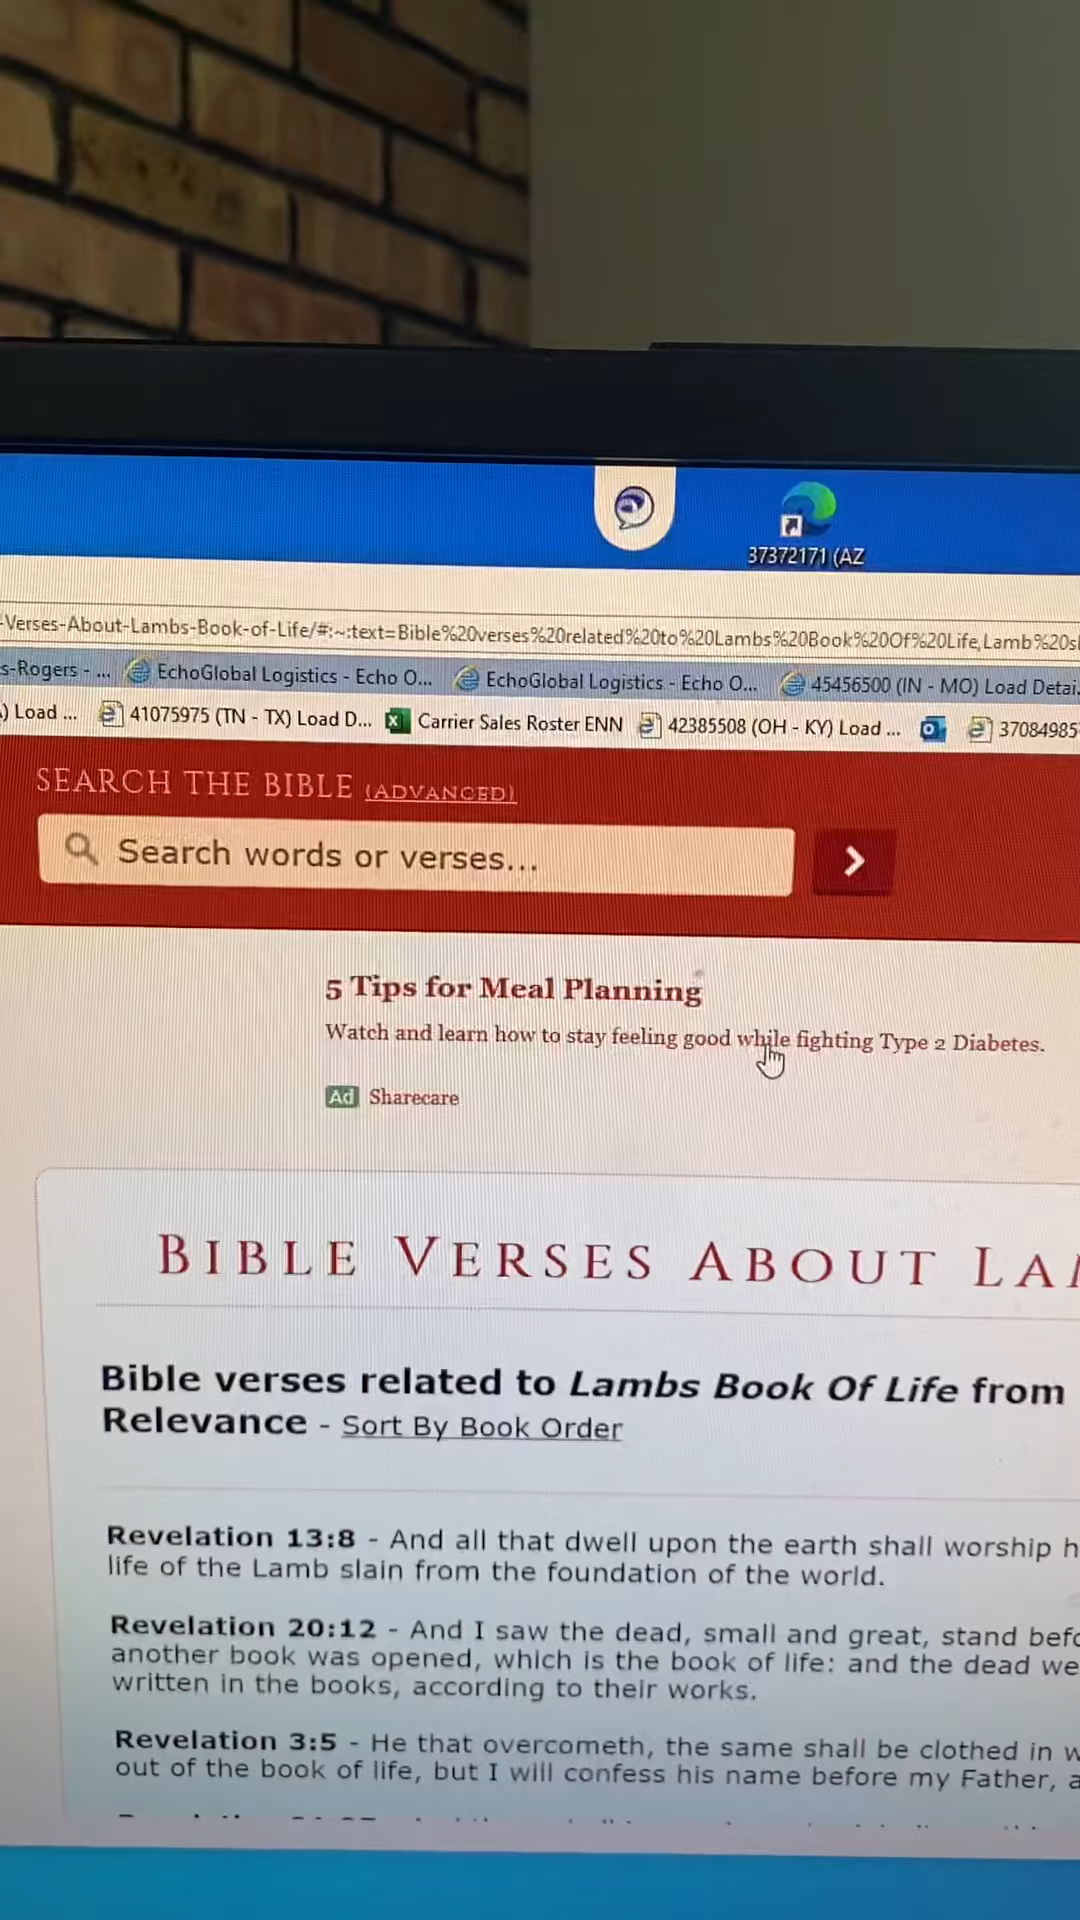 37372171 (AZ
-Verses-About-Lambs-Book-of-Life/#:~:text=Bible%20verses%20related%20to%20Lambs%20Book%20Of%20Life,Lamb%20sl
s-Rogers - ... EchoGlobal Logistics - Echo O... EchoGlobal Logistics - Echo O... 45456500 (IN - MO) Load Detai.
) Load ... 41075975 (TN - TX) Load D... Carrier Sales Roster ENN 42385508 (OH - KY) Load ... 37084985
SEARCH THE BIBLE (ADVANCED)
Search words or verses...
5 Tips for Meal Planning
Watch and learn how to stay feeling good while fighting Type 2 Diabetes.
Ad Sharecare
BIBLE VERSES ABOUT LA
Bible verses related to Lambs Book Of Life from
Relevance - Sort By Book Order
Revelation 13:8 - And all that dwell upon the earth shall worship h
life of the Lamb slain from the foundation of the world.
Revelation 20:12 - And I saw the dead, small and great, stand befo
another book was opened, which is the book of life: and the dead we
written in the books, according to their works.
Revelation 3:5 - He that overcometh, the same shall be clothed in w
out of the book of life, but I will confess his name before my Father, a